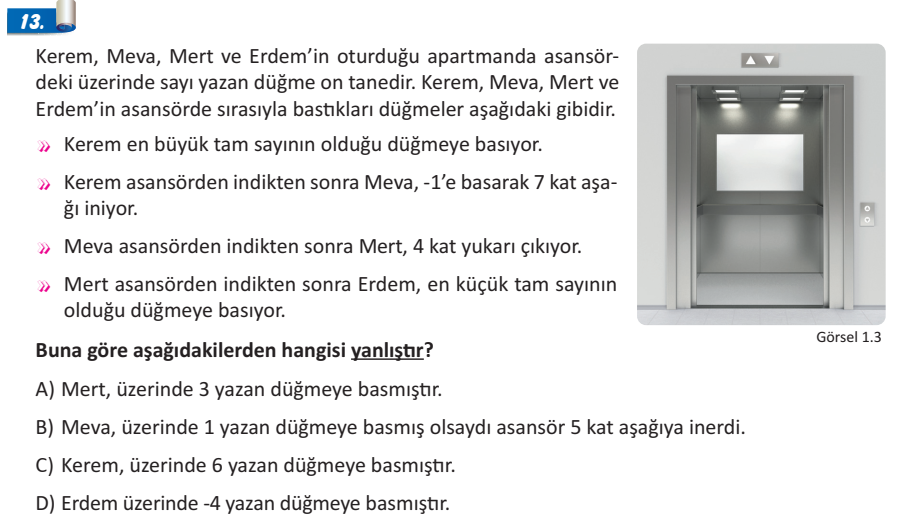 13.
Kerem, Meva, Mert ve Erdem’in oturduğu apartmanda asansör-
deki üzerinde sayı yazan düğme on tanedir. Kerem, Meva, Mert ve
Erdem’in asansörde sırasıyla bastıkları düğmeler aşağıdaki gibidir.
» Kerem en büyük tam sayının olduğu düğmeye basıyor.
» Kerem asansörden indikten sonra Meva, -1’e basarak 7 kat aşa-
ğı iniyor.
» Meva asansörden indikten sonra Mert, 4 kat yukarı çıkıyor.
» Mert asansörden indikten sonra Erdem, en küçük tam sayının
olduğu düğmeye basıyor.
Görsel 1.3
Buna göre aşağıdakilerden hangisi yanlıştır?
A) Mert, üzerinde 3 yazan düğmeye basmıştır.
B) Meva, üzerinde 1 yazan düğmeye basmış olsaydı asansör 5 kat aşağıya inerdi.
C) Kerem, üzerinde 6 yazan düğmeye basmıştır.
D) Erdem üzerinde -4 yazan düğmeye basmıştır.